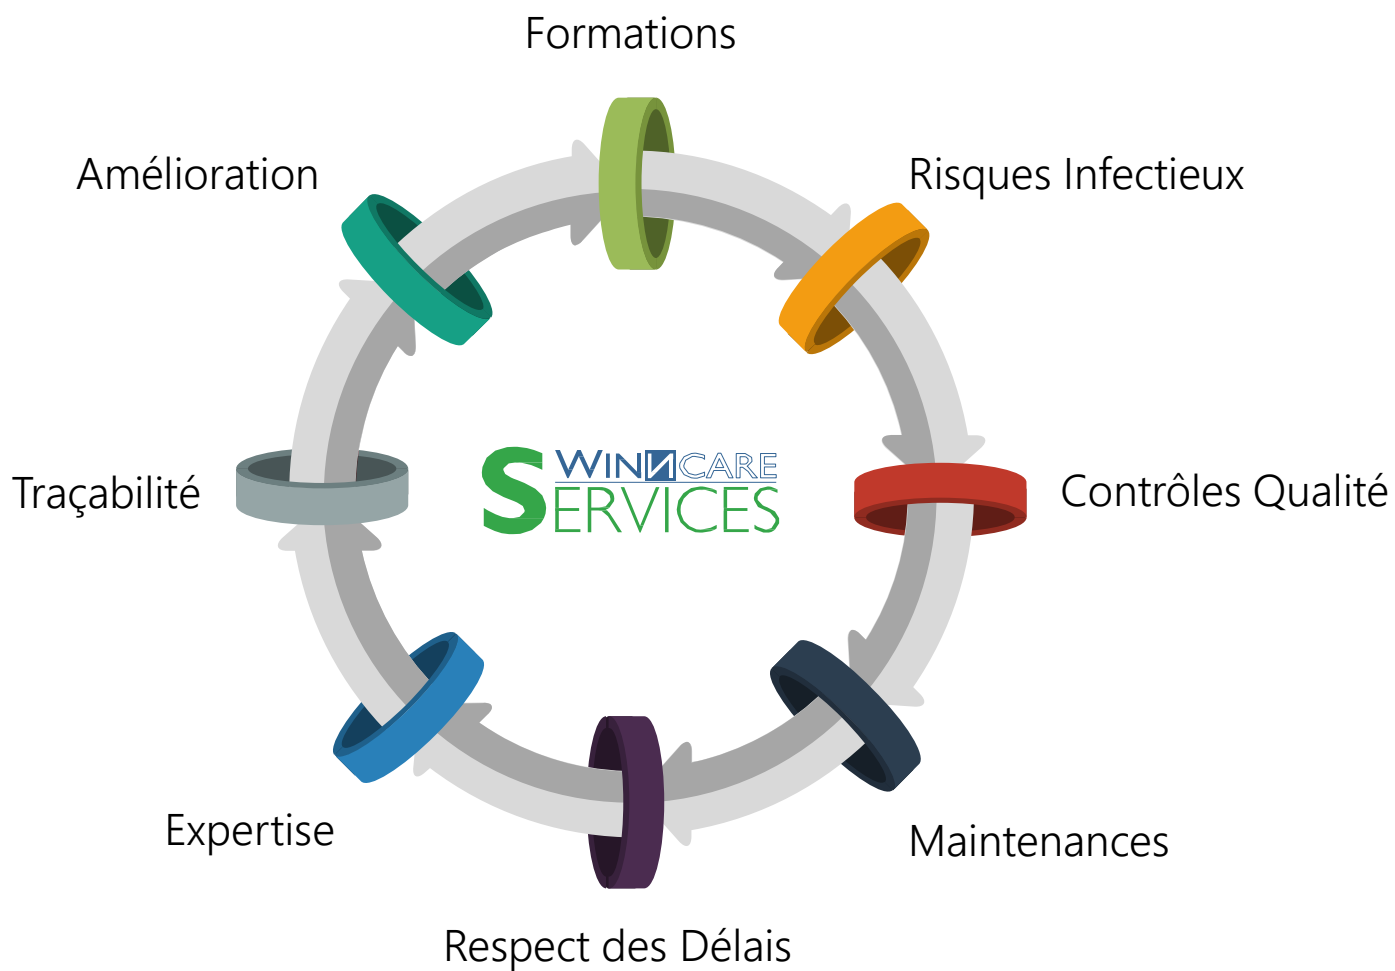 Formations
Amélioration
Risques Infectieux
WINNCARE
SERVICES
Traçabilité
Contrôles Qualité
Expertise
Maintenances
Respect des Délais